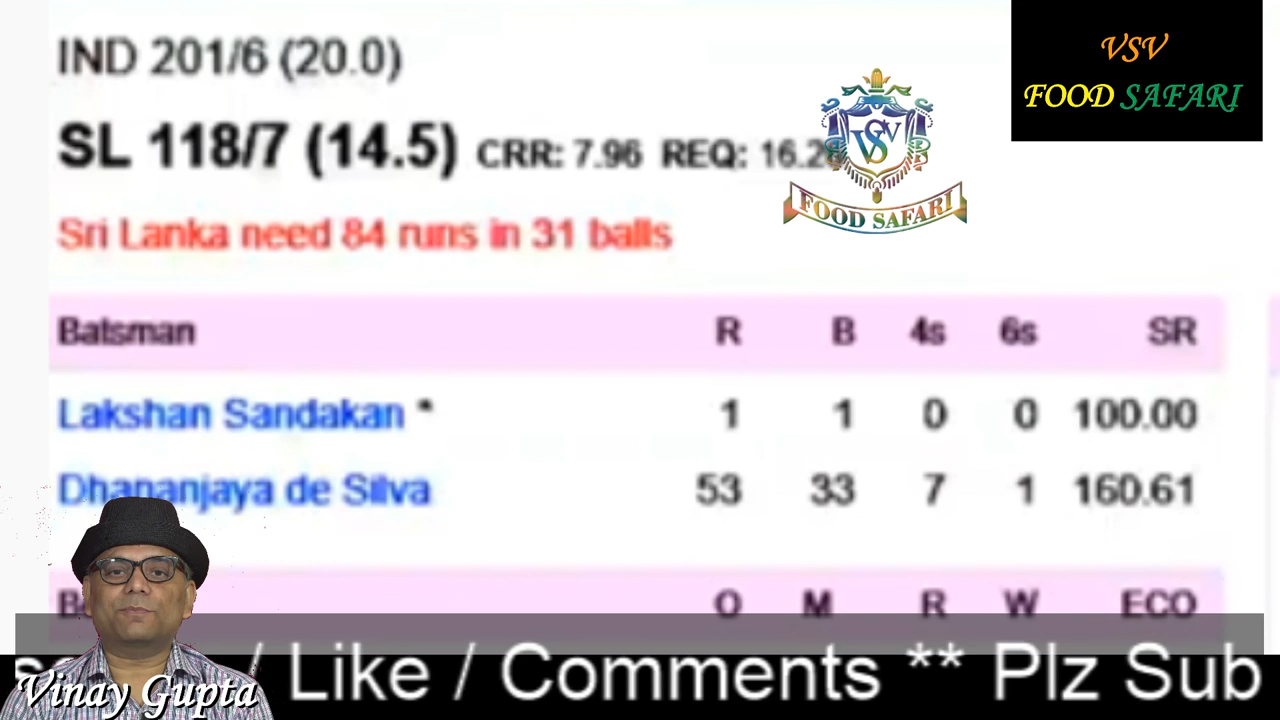 IND 201/6 (20.0)
VSV
FOOD SAFARI
SL 118/7 (14.5) CRR: 7.96 REQ:
VSV
FOOD SAFARI
Sri Lanka need 84 runs in 31 balls
Batsman R B 4s 6s SR
Lakshan Sandakan * 1 1 0 0 100.00
Dhananjaya de Silva 53 33 7 1 160.61
O M R W ECO
/ Like / Comments ** Plz Sub
Vinay Gupta